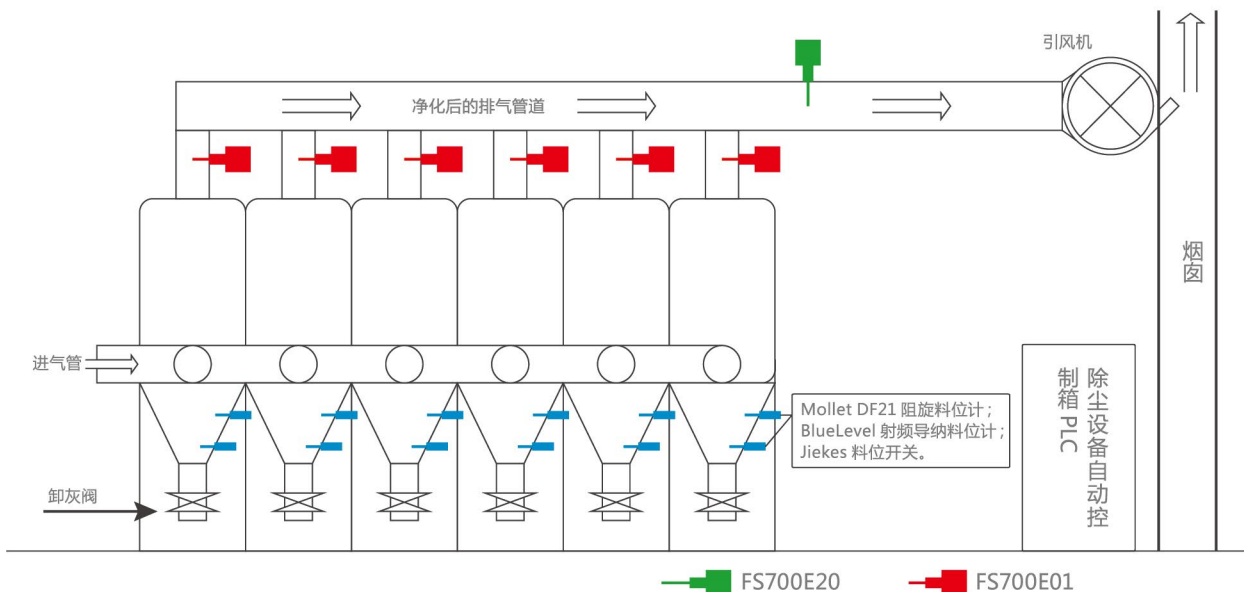 引风机
净化后的排气管道
烟囱
进气管
Mollet DF21 阻旋料位计；
BlueLevel 射频导纳料位计；
Jiekes 料位开关。
除尘设备自动控
制箱 PLC
卸灰阀
FS700E20
FS700E01